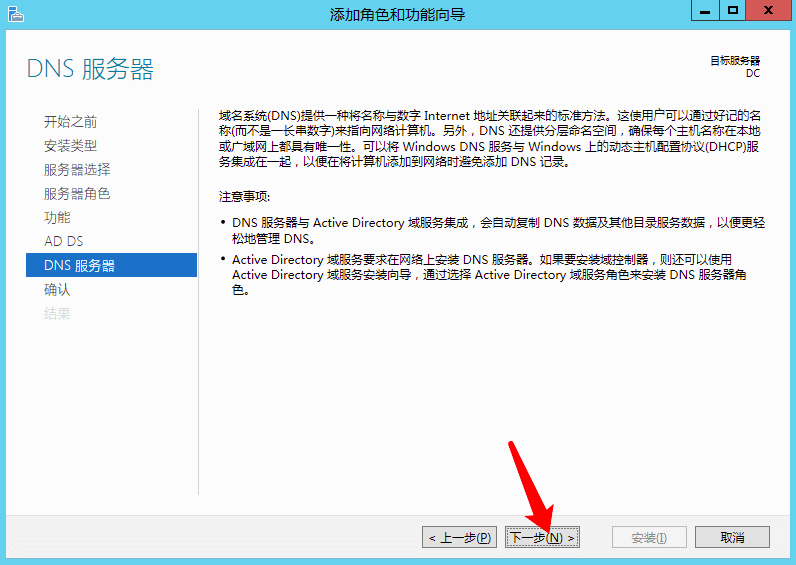 添加角色和功能向导
DNS 服务器
目标服务器
DC
开始之前
安装类型
服务器选择
服务器角色
功能
AD DS
DNS 服务器
确认
结果
域名系统(DNS)提供一种将名称与数字 Internet 地址关联起来的标准方法。这使用户可以通过好记的名
称(而不是一长串数字)来指向网络计算机。另外，DNS 还提供分层命名空间，确保每个主机名称在本地
或广域网上都具有唯一性。可以将 Windows DNS 服务与 Windows 上的动态主机配置协议(DHCP)服
务集成在一起，以便在将计算机添加到网络时避免添加 DNS 记录。
注意事项:
• DNS 服务器与 Active Directory 域服务集成，会自动复制 DNS 数据及其他目录服务数据，以便更轻
松地管理 DNS。
• Active Directory 域服务要求在网络上安装 DNS 服务器。如果要安装域控制器，则还可以使用
Active Directory 域服务安装向导，通过选择 Active Directory 域服务角色来安装 DNS 服务器角
色。
< 上一步(P)
下一步(N) >
安装(I)
取消